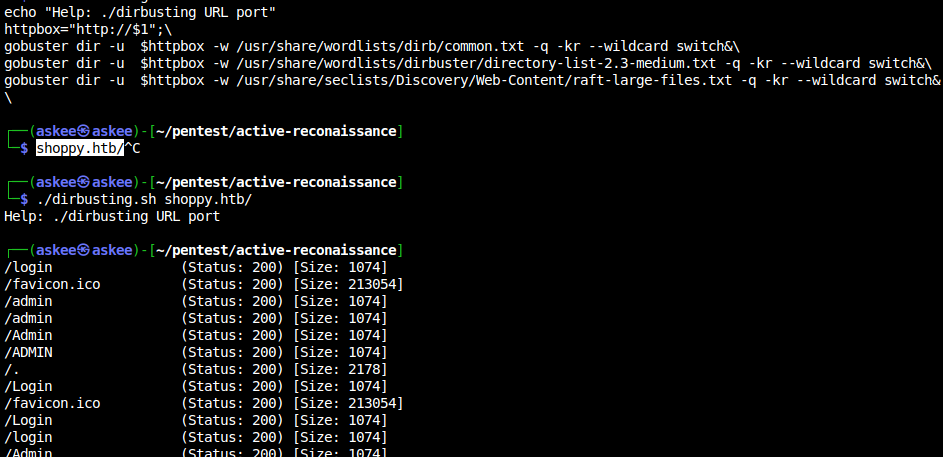 echo "Help: ./dirbusting URL port"
httpbox="http://$1";\
gobuster dir -u  $httpbox -w /usr/share/wordlists/dirb/common.txt -q -kr --wildcard switch&\
gobuster dir -u  $httpbox -w /usr/share/wordlists/dirbuster/directory-list-2.3-medium.txt -q -kr --wildcard switch&\
gobuster dir -u  $httpbox -w /usr/share/seclists/Discovery/Web-Content/raft-large-files.txt -q -kr --wildcard switch&
\
┌──(askee㉿askee)-[~/pentest/active-reconaissance]
└─$ shoppy.htb/^C
┌──(askee㉿askee)-[~/pentest/active-reconaissance]
└─$ ./dirbusting.sh shoppy.htb/
Help: ./dirbusting URL port
┌──(askee㉿askee)-[~/pentest/active-reconaissance]
/login                (Status: 200) [Size: 1074]
/favicon.ico          (Status: 200) [Size: 213054]
/admin                (Status: 200) [Size: 1074]
/admin                (Status: 200) [Size: 1074]
/Admin                (Status: 200) [Size: 1074]
/ADMIN                (Status: 200) [Size: 1074]
/.                    (Status: 200) [Size: 2178]
/Login                (Status: 200) [Size: 1074]
/favicon.ico          (Status: 200) [Size: 213054]
/Login                (Status: 200) [Size: 1074]
/login                (Status: 200) [Size: 1074]
/Admin                (Status: 200) [Size: 1074]